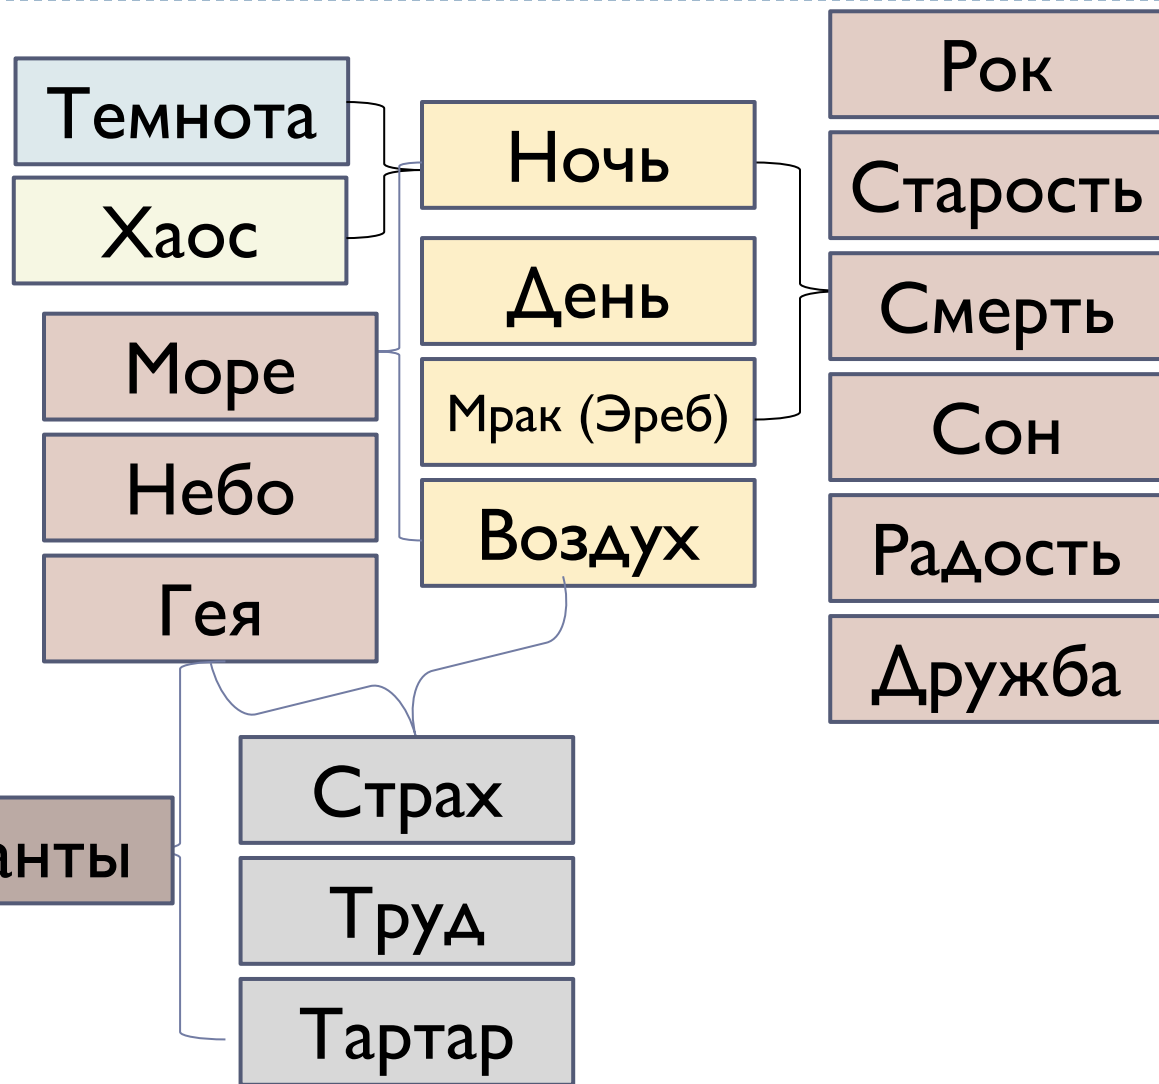 Темнота
Хаос
Море
Небо
Гея
Ночь
День
Мрак (Эреб)
Воздух
Рок
Старость
Смерть
Сон
Радость
Дружба
анты
Страх
Труд
Тартар